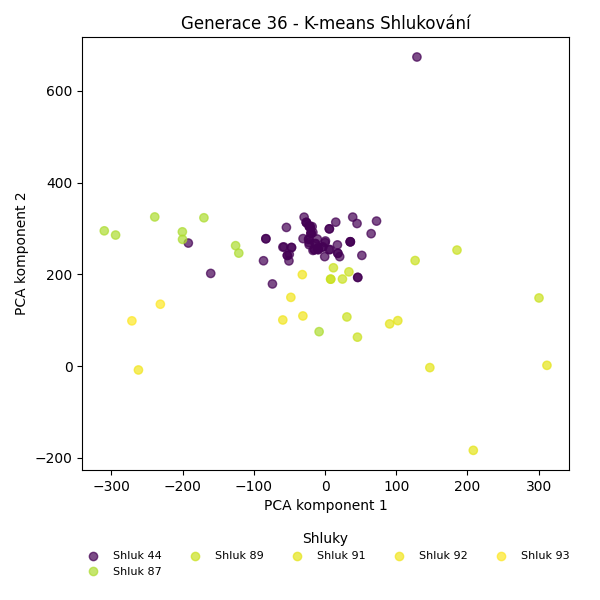 Generace 36 - K-means Shlukování
PCA komponent 2
600
400
200
0
−200
−300
−200
−100
0
100
200
300
PCA komponent 1
Shluky
Shluk 44
Shluk 87
Shluk 89
Shluk 91
Shluk 92
Shluk 93